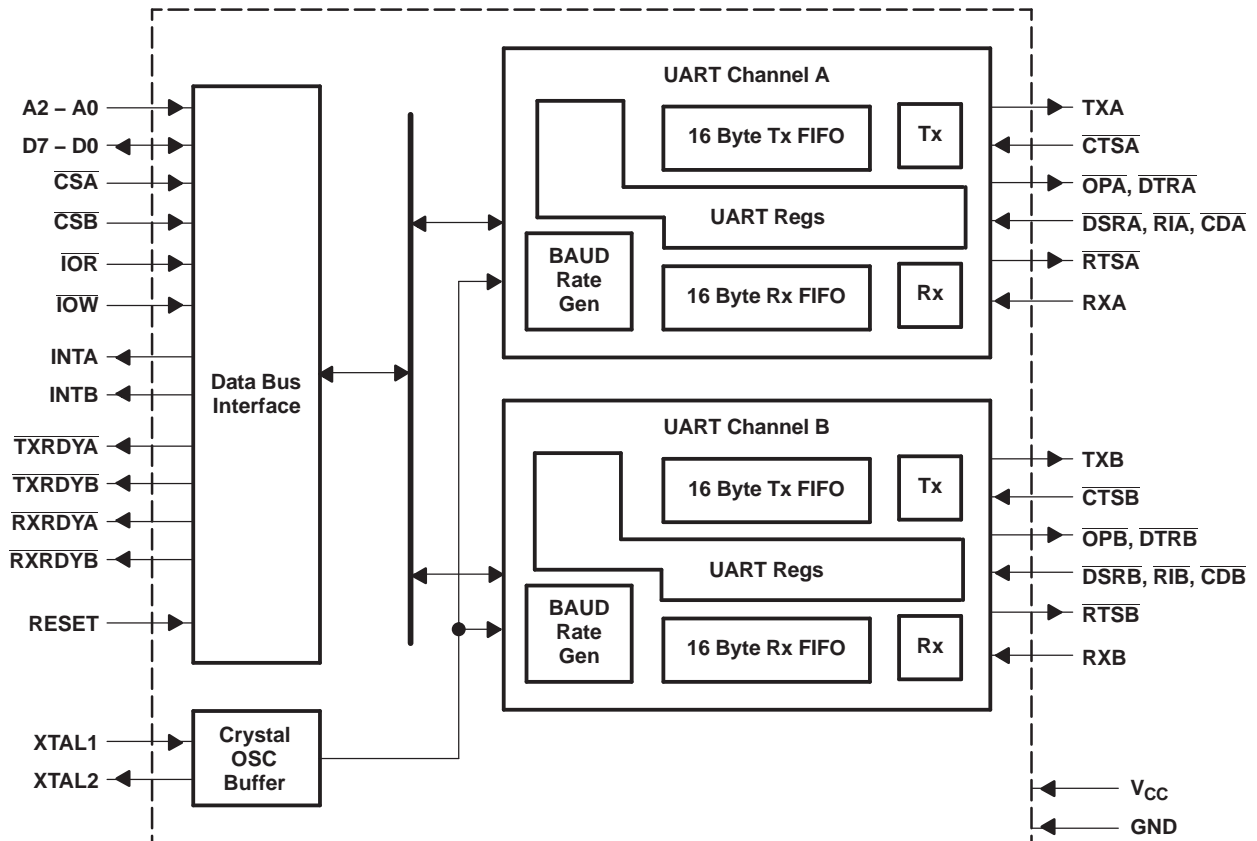 A2 – A0
D7 – D0
CSA
CSB
IOR
IOW
INTA
INTB
TXRDYA
TXRDYB
RXRDYA
RXRDYB
RESET
XTAL1
XTAL2
Data Bus
Interface
Crystal
OSC
Buffer
UART Channel A
16 Byte Tx FIFO
Tx
UART Regs
BAUD
Rate
Gen
16 Byte Rx FIFO
Rx
UART Channel B
16 Byte Tx FIFO
Tx
UART Regs
BAUD
Rate
Gen
16 Byte Rx FIFO
Rx
TXA
CTSA
OPA, DTRA
DSRA, RIA, CDA
RTSA
RXA
TXB
CTSB
OPB, DTRB
DSRB, RIB, CDB
RTSB
RXB
VCC
GND